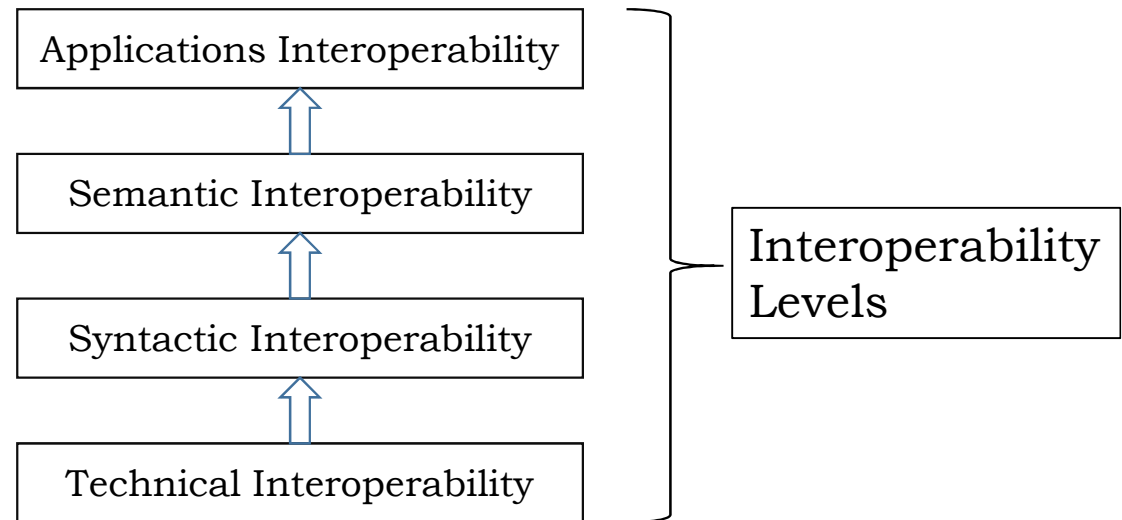 Applications Interoperability
Semantic Interoperability
Syntactic Interoperability
Technical Interoperability
Interoperability
Levels